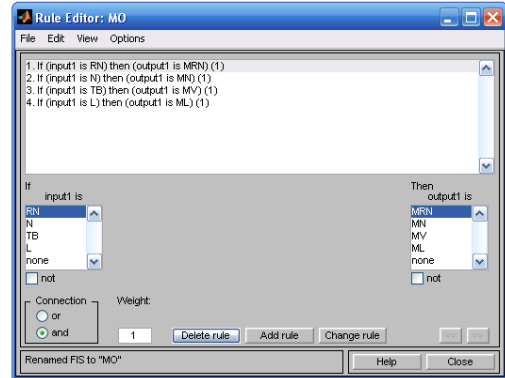 Rule Editor: MO
File Edit View Options
1. If (input1 is RN) then (output1 is MRN) (1)
2. If (input1 is N) then (output1 is MN) (1)
3. If (input1 is TB) then (output1 is MV) (1)
4. If (input1 is L) then (output1 is ML) (1)
If
input1 is
RN
N
TB
L
none
not
Then
output1 is
MRN
MN
MV
ML
none
not
Connection
or
and
Weight:
1
Delete rule
Add rule
Change rule
<<
>>
Renamed FIS to "MO"
Help
Close